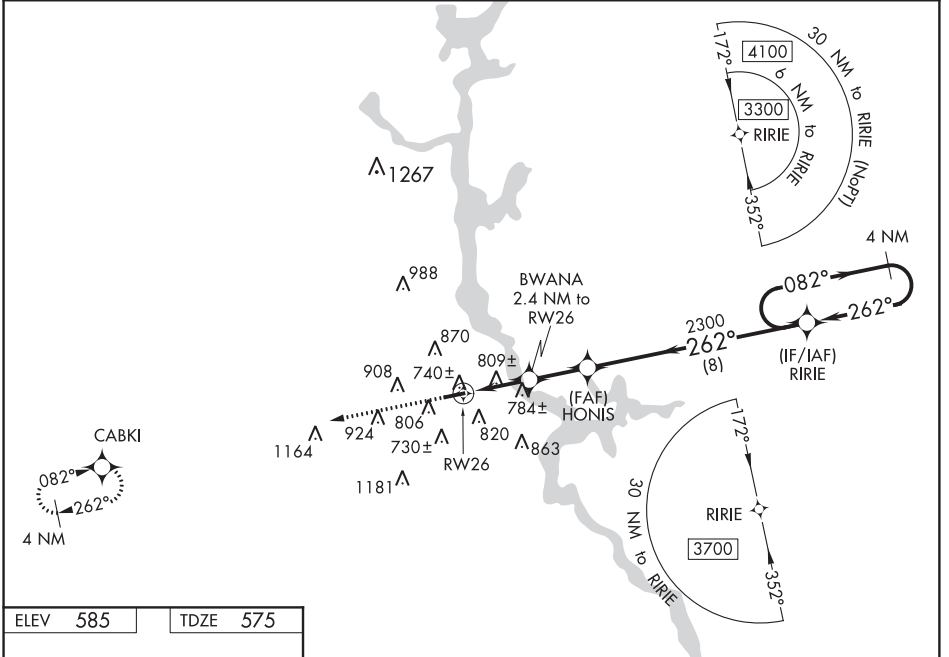 172°
4100
30 NM to RIRIE (NoPT)
6 NM to RIRIE
3300
RIRIE
352°
1267
4 NM
988
BWANA
2.4 NM to
RW26
082°
262°
2300
262°
(8)
(IF/IAF)
RIRIE
870
809±
908
740±
(FAF)
HONIS
784±
924
806
820
1164
730±
863
RW26
1181
CABKI
082°
262°
4 NM
172°
30 NM to RIRIE
RIRIE
3700
352°
ELEV 585
TDZE 575